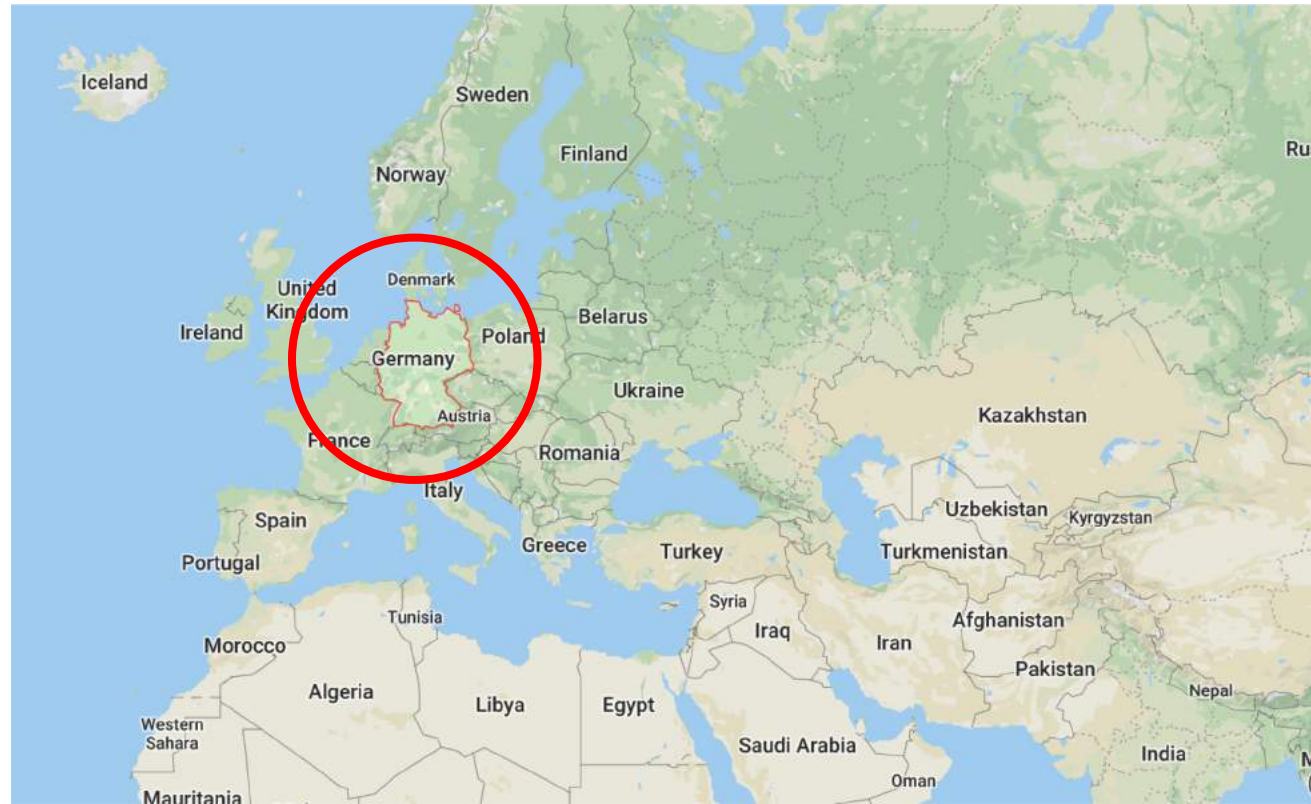 Iceland
Sweden
Finland
Norway
Denmark
United
Kingdom
Ireland
Belarus
Poland
Germany
Ukraine
Austria
Kazakhstan
France
Romania
Italy
Uzbekistan
Kyrgyzstan
Spain
Greece
Turkey
Turkmenistan
Portugal
Syria
Tunisia
Afghanistan
Iraq
Iran
Morocco
Pakistan
Algeria
Nepal
Libya
Egypt
Western
Sahara
Saudi Arabia
India
Oman
Mauritania